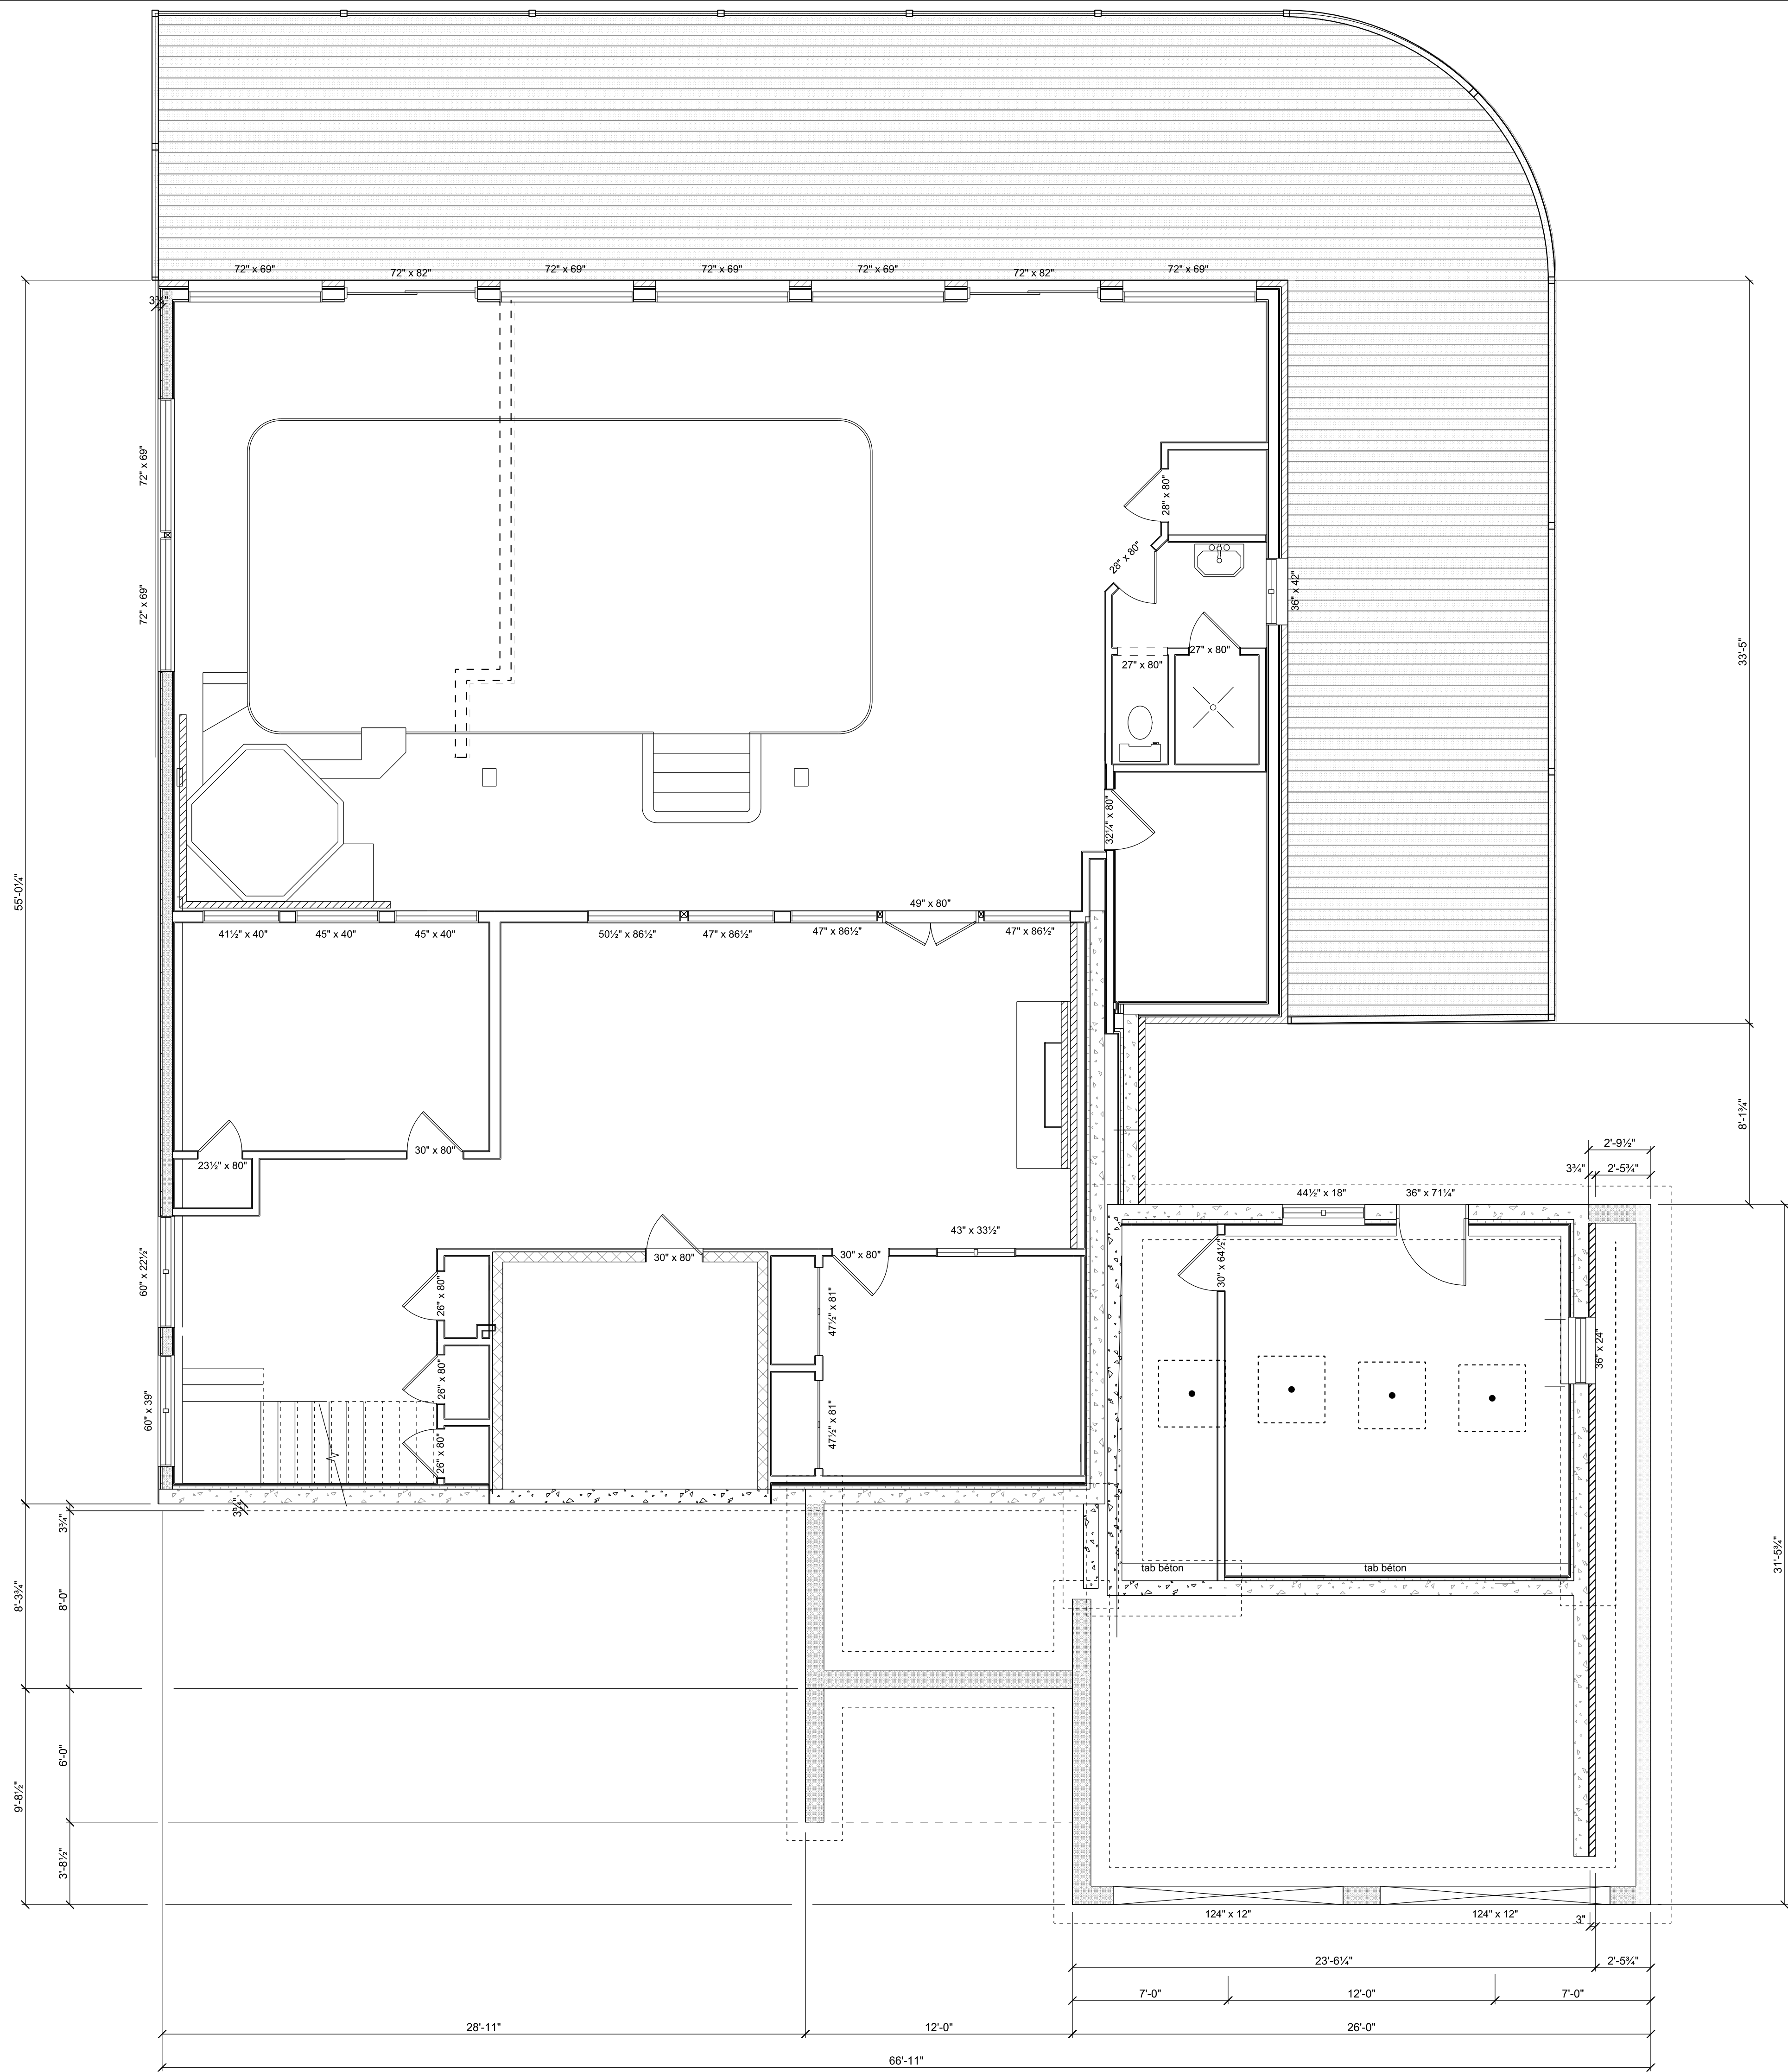 72" x 69"
72" x 82"
72" x 69"
72" x 69"
72" x 69"
72" x 82"
72" x 69"
72" x 69"
72" x 69"
28" x 80"
28" x 80"
36" x 42"
27" x 80"
27" x 80"
33'-5"
32¼" x 80"
55'-0¼"
49" x 80"
41½" x 40"
45" x 40"
45" x 40"
50½" x 86½"
47" x 86½"
47" x 86½"
47" x 86½"
8'-1¾"
23½" x 80"
30" x 80"
2'-9½"
3¾"
2'-5¾"
44½" x 18"
36" x 71¼"
43" x 33½"
30" x 80"
30" x 80"
30" x 64½"
60" x 22½"
26" x 80"
47½" x 81"
36" x 24"
26" x 80"
60" x 39"
47½" x 81"
26" x 80"
3¾"
8'-3¾"
8'-0"
tab béton
tab béton
31'-5¾"
6'-0"
9'-8½"
3'-8½"
124" x 12"
124" x 12"
3"
23'-6¼"
2'-5¾"
7'-0"
12'-0"
7'-0"
28'-11"
12'-0"
26'-0"
66'-11"